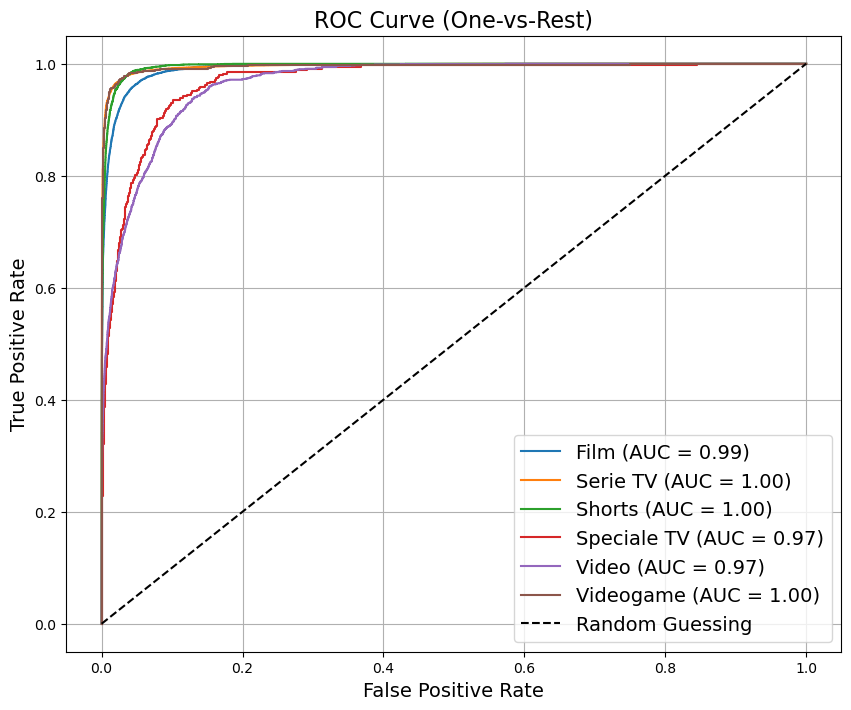 ROC Curve (One-vs-Rest)
True Positive Rate
1.0
0.8
0.6
0.4
0.2
0.0
Film (AUC = 0.99)
Serie TV (AUC = 1.00)
Shorts (AUC = 1.00)
Speciale TV (AUC = 0.97)
Video (AUC = 0.97)
Videogame (AUC = 1.00)
Random Guessing
0.0 0.2 0.4 0.6 0.8 1.0
False Positive Rate